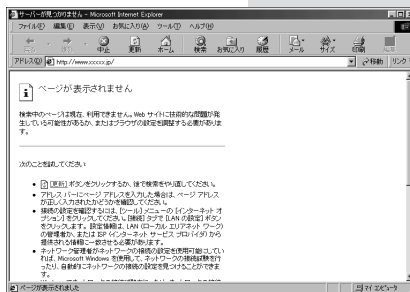 サーバーが見つかりません - Microsoft Internet Explorer
ファイル(F) 編集(E) 表示(V) お気に入り(A) ツール(T) ヘルプ(H)
戻る 進む 中止 更新 ホーム 検索 お気に入り 履歴 メール サイズ 印刷
アドレス(D) http://www.xxxxx.jp/ 移動 リンク
ページが表示されません
検索中のページは現在、利用できません。Web サイトに技術的な問題が発
生している可能性があるか、またはブラウザの設定を調整する必要がありま
す。
次のことを試してください:
[更新] ボタンをクリックするか、後でやり直してください。
アドレス バーにページ アドレスを入力した場合は、ページ アドレス
が正しく入力されたかどうかを確認してください。
接続の設定を確認するには、[ツール] メニューの [インターネット オ
プション] をクリックしてください。[接続] タブで [LAN の設定] ボタン
をクリックします。設定情報は、LAN (ローカル エリア ネットワーク)
の管理者か、または ISP (インターネット サービス プロバイダ) から
提供される情報に一致させる必要があります。
ネットワーク管理者がネットワークの接続の設定を使用可能にしてい
れば、Microsoft Windows を使用して、ネットワークの接続試験を行
ったり、自動的にネットワークの接続の設定を見つけることができま
す。
ページが表示されました マイ コンピュータ